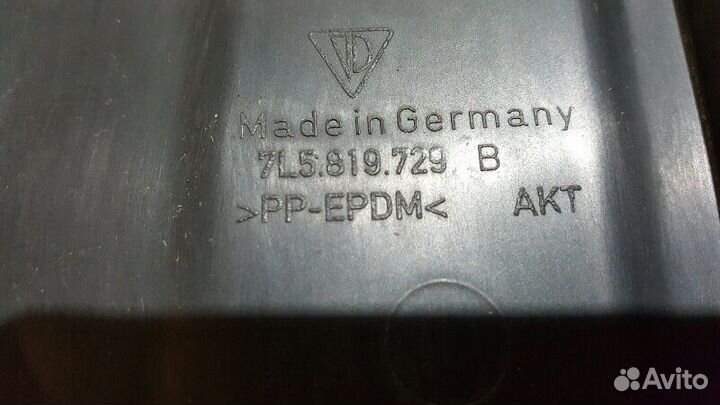 Made in Germany
7L5.819.729 B
>PP-EPDM< AKT
Avito